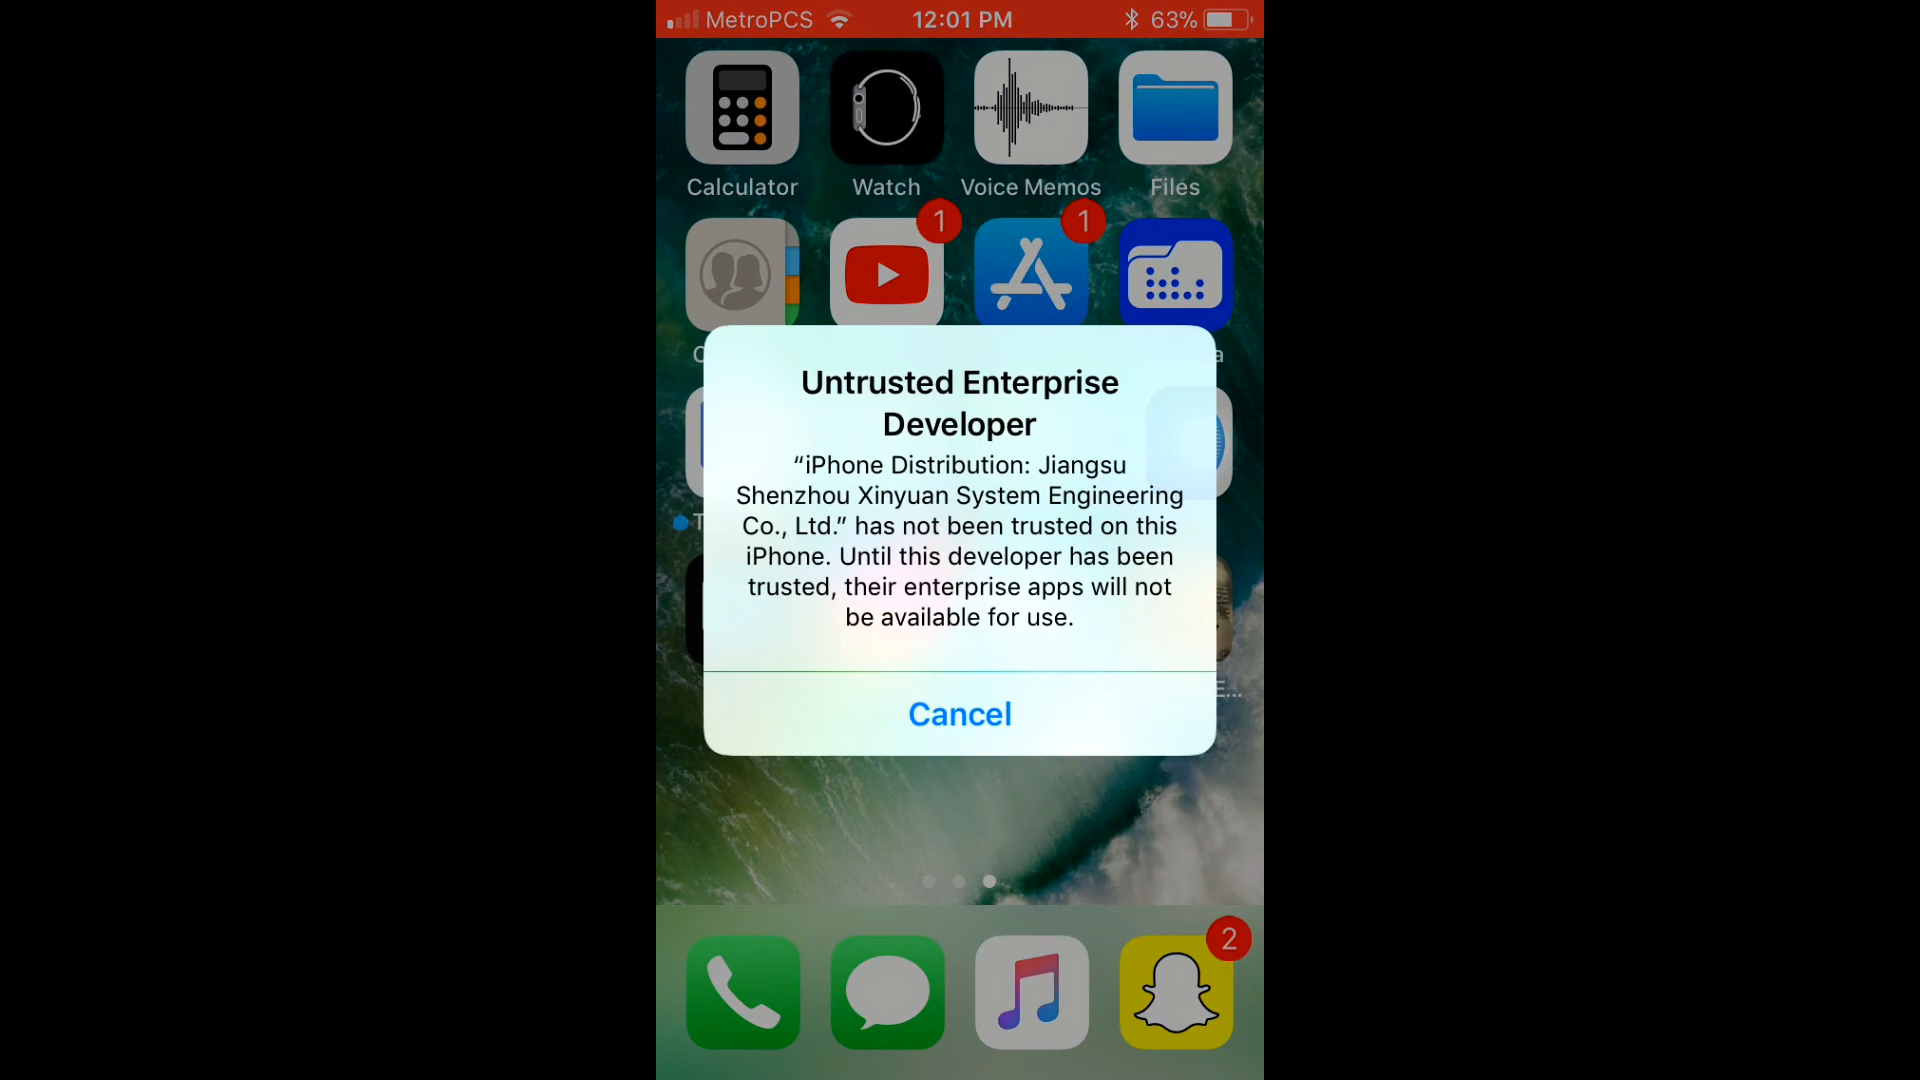 MetroPCS 12:01 PM 63%
Calculator Watch Voice Memos Files
1 1
Untrusted Enterprise
Developer
“iPhone Distribution: Jiangsu
Shenzhou Xinyuan System Engineering
Co., Ltd.” has not been trusted on this
iPhone. Until this developer has been
trusted, their enterprise apps will not
be available for use.
Cancel
2